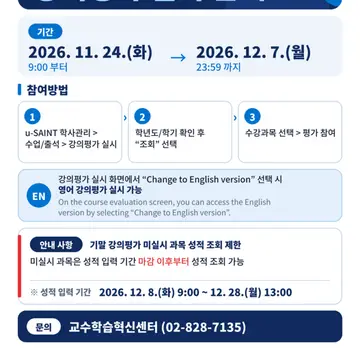 기간
2026. 11. 24.(화) → 2026. 12. 7.(월)
9:00 부터 23:59 까지
참여방법
1 2 3
u-SAINT 학사관리 > 수업/출석 > 강의평가 실시
학년도/학기 확인 후 “조회” 선택
수강과목 선택 > 평가 참여
EN
강의평가 실시 화면에서 “Change to English version” 선택 시
영어 강의평가 실시 가능
On the course evaluation screen, you can access the English
version by selecting “Change to English version”.
안내 사항 기말 강의평가 미실시 과목 성적 조회 제한
미실시 과목은 성적 입력 기간 마감 이후부터 성적 조회 가능
※ 성적 입력 기간 2026. 12. 8.(화) 9:00 ~ 12. 28.(월) 13:00
문의 교수학습혁신센터 (02-828-7135)